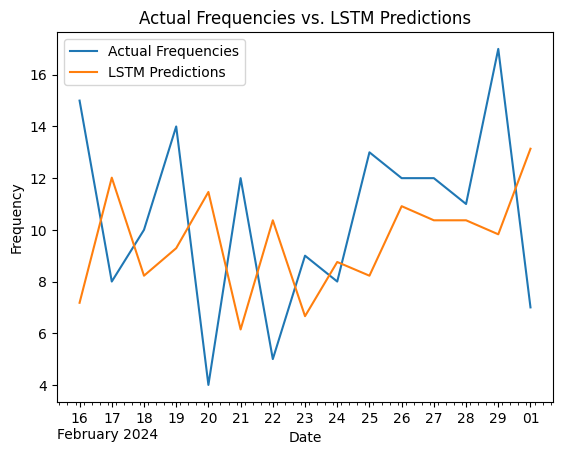 Actual Frequencies vs. LSTM Predictions
Actual Frequencies
LSTM Predictions
Frequency
16
14
12
10
8
6
4
16 17 18 19 20 21 22 23 24 25 26 27 28 29 01
February 2024
Date